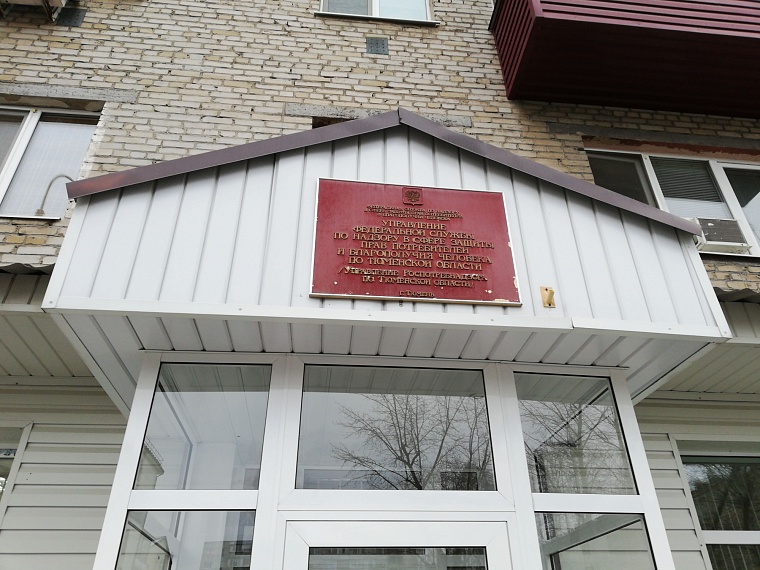 УПРАВЛЕНИЕ
ФЕДЕРАЛЬНОЙ СЛУЖБЫ
ПО НАДЗОРУ В СФЕРЕ ЗАЩИТЫ
ПРАВ ПОТРЕБИТЕЛЕЙ
И БЛАГОПОЛУЧИЯ ЧЕЛОВЕКА
ПО ТЮМЕНСКОЙ ОБЛАСТИ
/УПРАВЛЕНИЕ РОСПОТРЕБНАДЗОРА
ПО ТЮМЕНСКОЙ ОБЛАСТИ/
Г. ТЮМЕНЬ